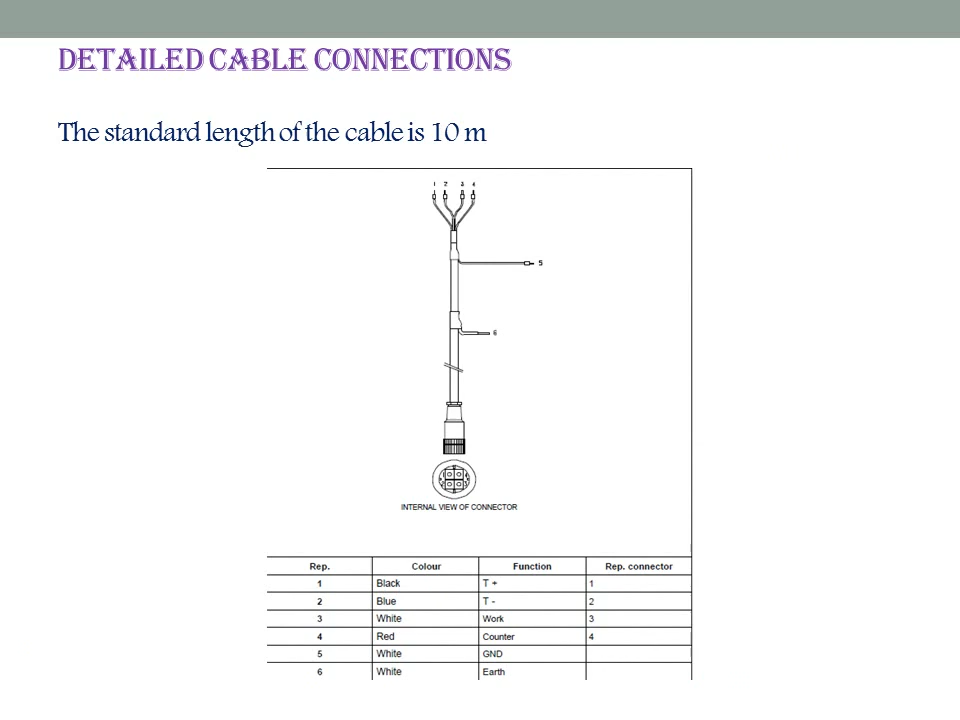 DETAILED CABLE CONNECTIONS
The standard length of the cable is 10 m
1 2 3 4
5
6
INTERNAL VIEW OF CONNECTOR
Rep. Colour Function Rep. connector
1 Black T + 1
2 Blue T - 2
3 White Work 3
4 Red Counter 4
5 White GND
6 White Earth